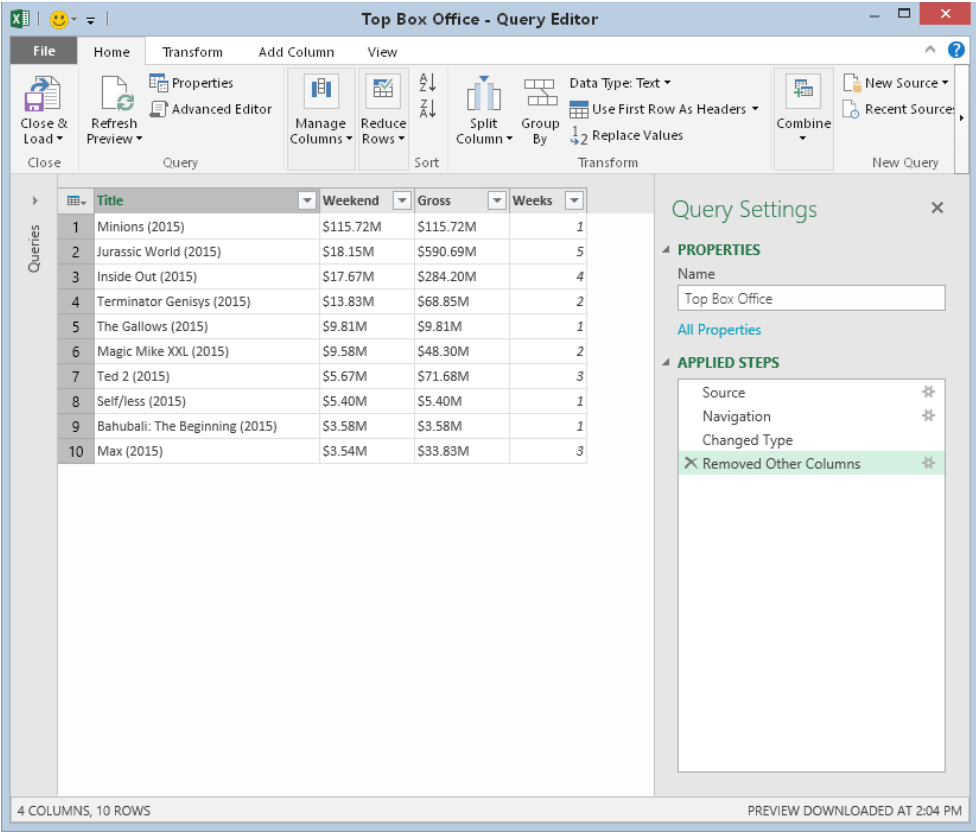 Top Box Office - Query Editor
File Home Transform Add Column View
Close & Load
Refresh Preview
Properties
Advanced Editor
Manage Columns
Reduce Rows
A Z
Z A
Split Column
Group By
Data Type: Text
Use First Row As Headers
1 2 Replace Values
Combine
New Source
Recent Source
Close Query Sort Transform New Query
Queries
Title Weekend Gross Weeks
1 Minions (2015) $115.72M $115.72M 1
2 Jurassic World (2015) $18.15M $590.69M 5
3 Inside Out (2015) $17.67M $284.20M 4
4 Terminator Genisys (2015) $13.83M $68.85M 2
5 The Gallows (2015) $9.81M $9.81M 1
6 Magic Mike XXL (2015) $9.58M $48.30M 2
7 Ted 2 (2015) $5.67M $71.68M 3
8 Self/less (2015) $5.40M $5.40M 1
9 Bahubali: The Beginning (2015) $3.58M $3.58M 1
10 Max (2015) $3.54M $33.83M 3
Query Settings
PROPERTIES
Name
Top Box Office
All Properties
APPLIED STEPS
Source
Navigation
Changed Type
Removed Other Columns
4 COLUMNS, 10 ROWS
PREVIEW DOWNLOADED AT 2:04 PM